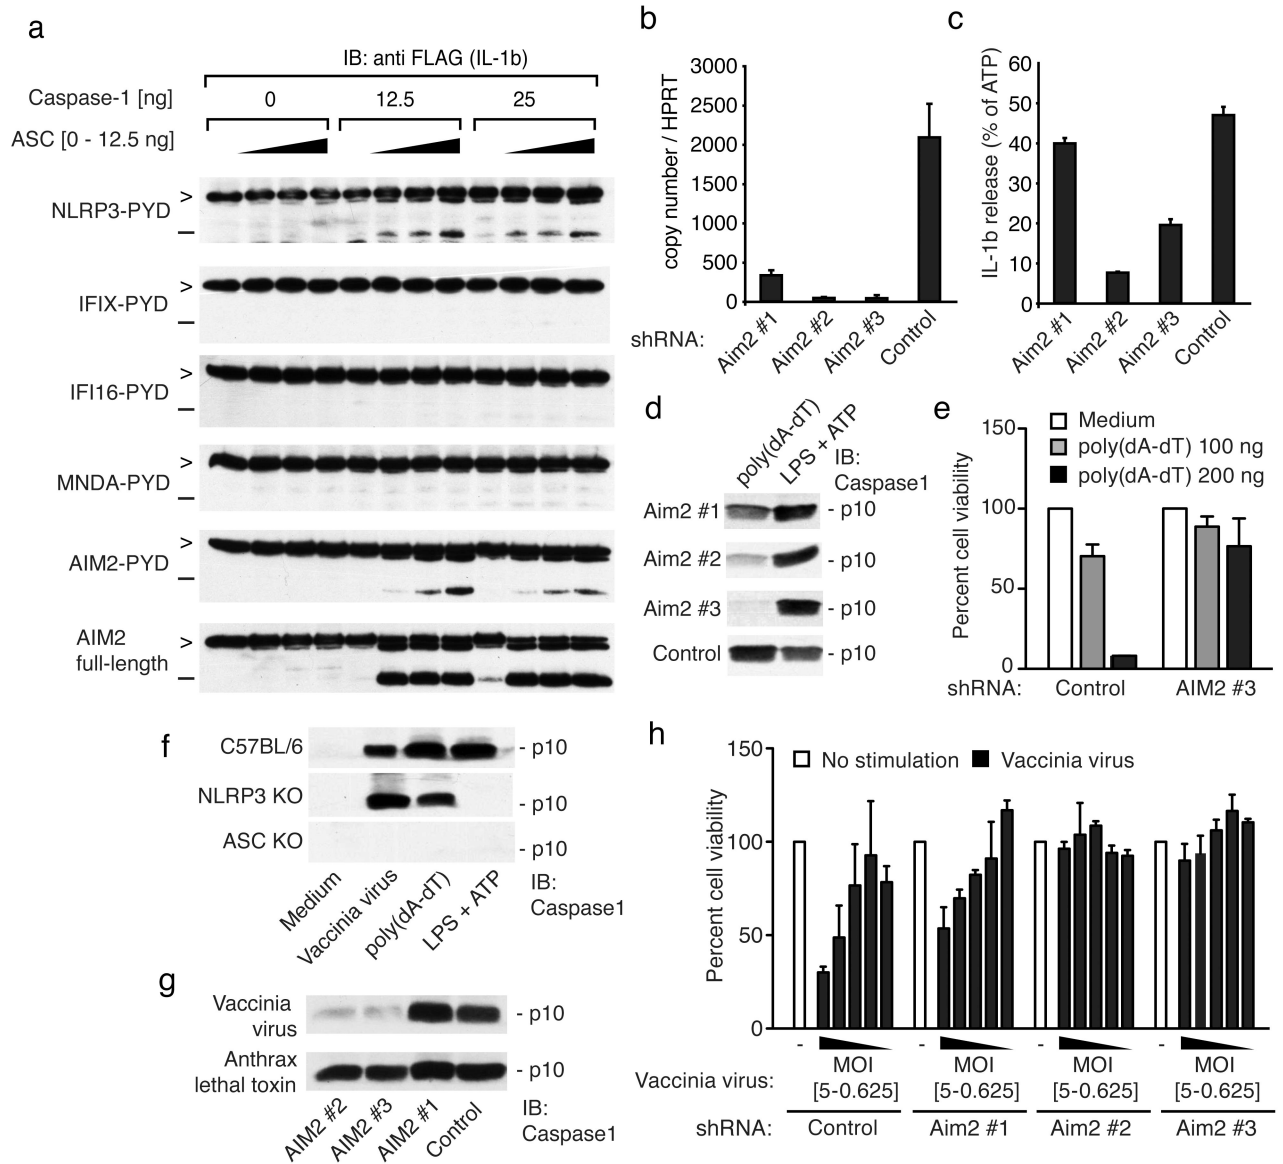 a
IB: anti FLAG (IL-1b)
Caspase-1 [ng]
0
12.5
25
ASC [0 - 12.5 ng]
NLRP3-PYD
>
IFIX-PYD
>
IFI16-PYD
>
MNDA-PYD
>
AIM2-PYD
>
AIM2
full-length
>
b
copy number / HPRT
3000
2500
2000
1500
1000
500
0
shRNA:
Aim2 #1
Aim2 #2
Aim2 #3
Control
c
IL-1b release (% of ATP)
60
50
40
30
20
10
0
Aim2 #1
Aim2 #2
Aim2 #3
Control
d
poly(dA-dT)
LPS + ATP
IB:
Caspase1
Aim2 #1
- p10
Aim2 #2
- p10
Aim2 #3
- p10
Control
- p10
e
Medium
poly(dA-dT) 100 ng
poly(dA-dT) 200 ng
Percent cell viability
150
100
50
0
shRNA:
Control
AIM2 #3
f
C57BL/6
- p10
NLRP3 KO
- p10
ASC KO
- p10
Medium
Vaccinia virus
poly(dA-dT)
LPS + ATP
IB:
Caspase1
g
Vaccinia
virus
- p10
Anthrax
lethal toxin
- p10
AIM2 #2
AIM2 #3
AIM2 #1
Control
IB:
Caspase1
h
No stimulation
Vaccinia virus
Percent cell viability
150
100
50
0
Vaccinia virus:
-
MOI
[5-0.625]
-
MOI
[5-0.625]
-
MOI
[5-0.625]
-
MOI
[5-0.625]
shRNA:
Control
Aim2 #1
Aim2 #2
Aim2 #3